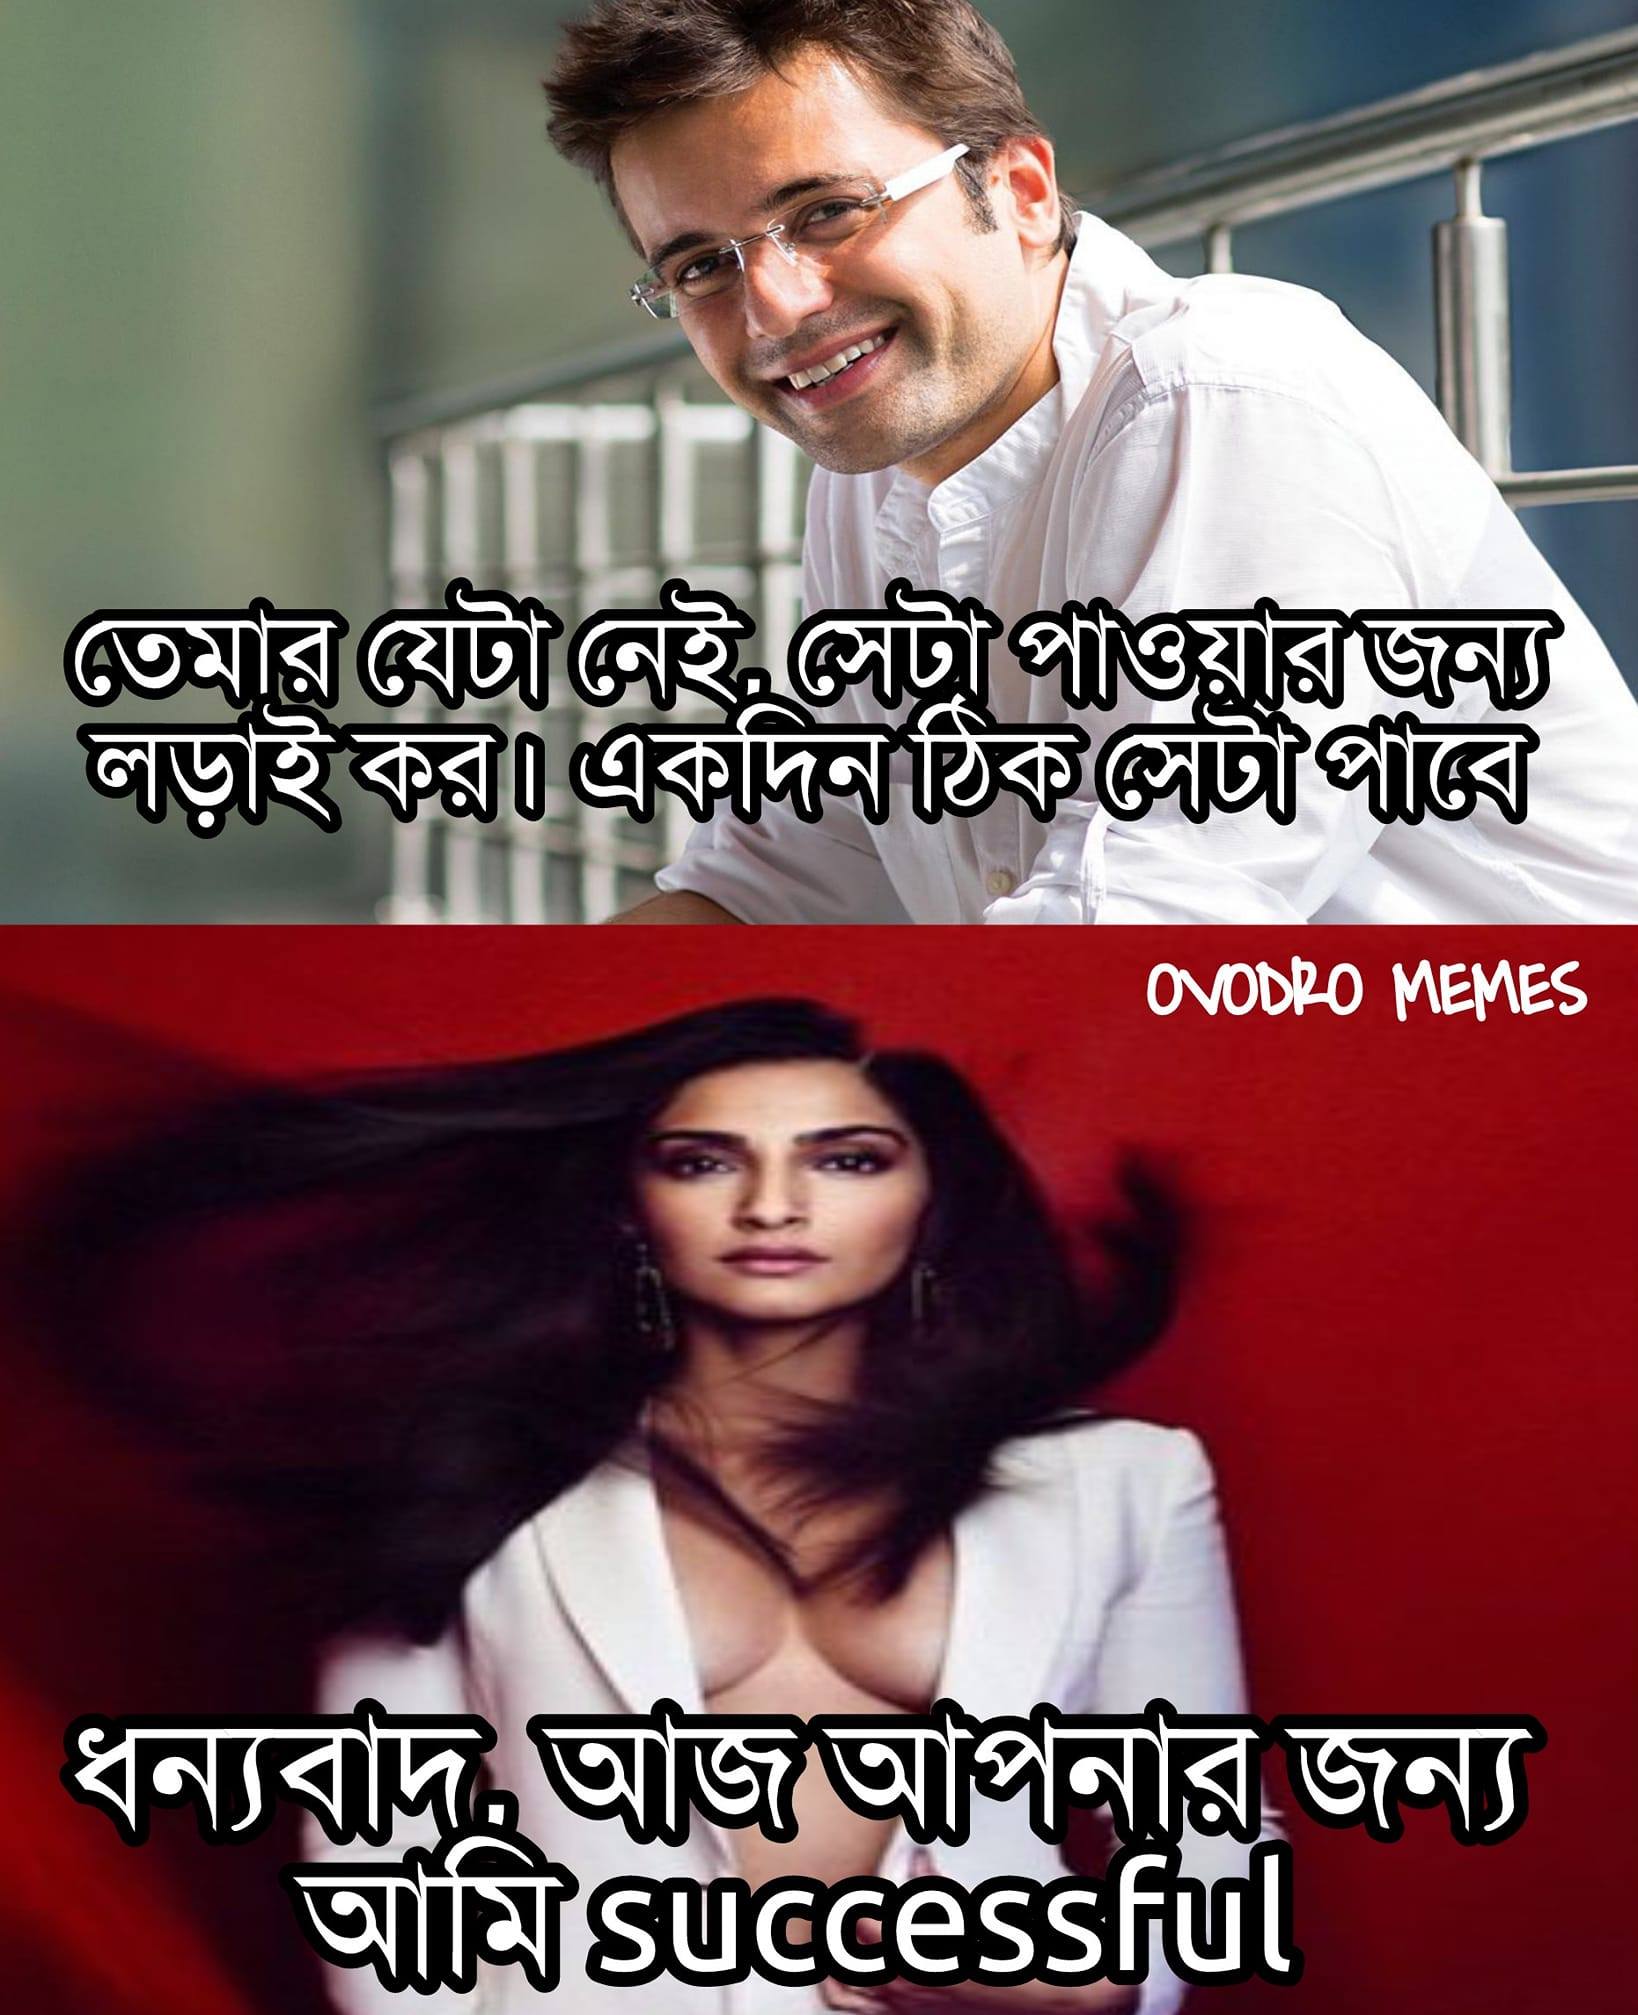 তেমার যেটা নেই, সেটা পাওয়ার জন্য
লড়াই কর। একদিন ঠিক সেটা পাবে
OVODRO MEMES
ধন্যবাদ, আজ আপনার জন্য
আমি successful